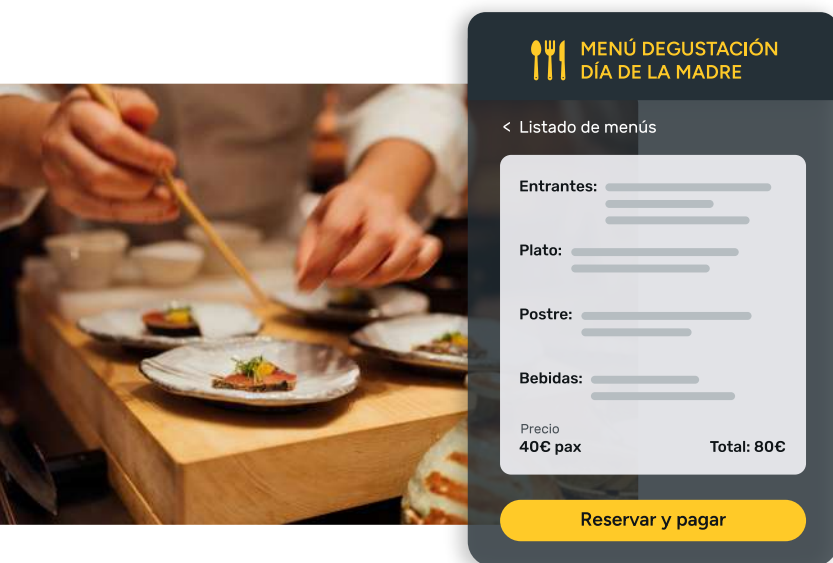 MENÚ DEGUSTACIÓN
DÍA DE LA MADRE
< Listado de menús
Entrantes:
Plato:
Postre:
Bebidas:
Precio
40€ pax Total: 80€
Reservar y pagar